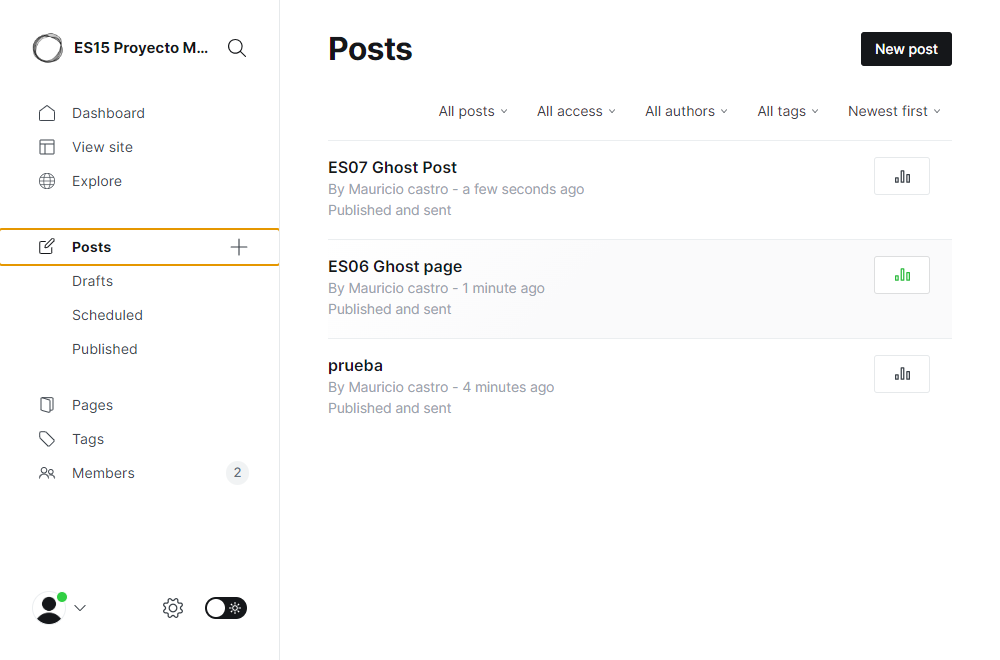 ES15 Proyecto M...
Dashboard
View site
Explore
Posts
Drafts
Scheduled
Published
Pages
Tags
Members
2
Posts
New post
All posts
All access
All authors
All tags
Newest first
ES07 Ghost Post
By Mauricio castro - a few seconds ago
Published and sent
ES06 Ghost page
By Mauricio castro - 1 minute ago
Published and sent
prueba
By Mauricio castro - 4 minutes ago
Published and sent